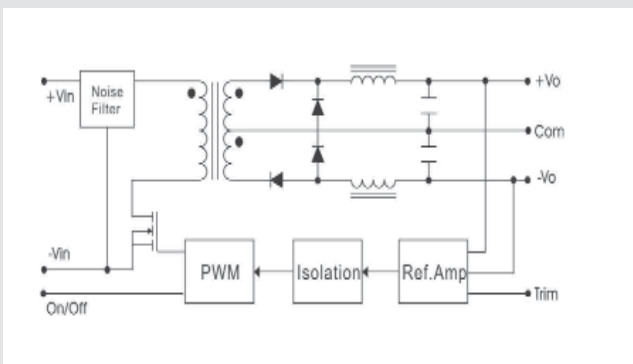 +Vin
Noise
Filter
+Vo
Com
-Vo
-Vin
PWM
Isolation
Ref.Amp
On/Off
Trim